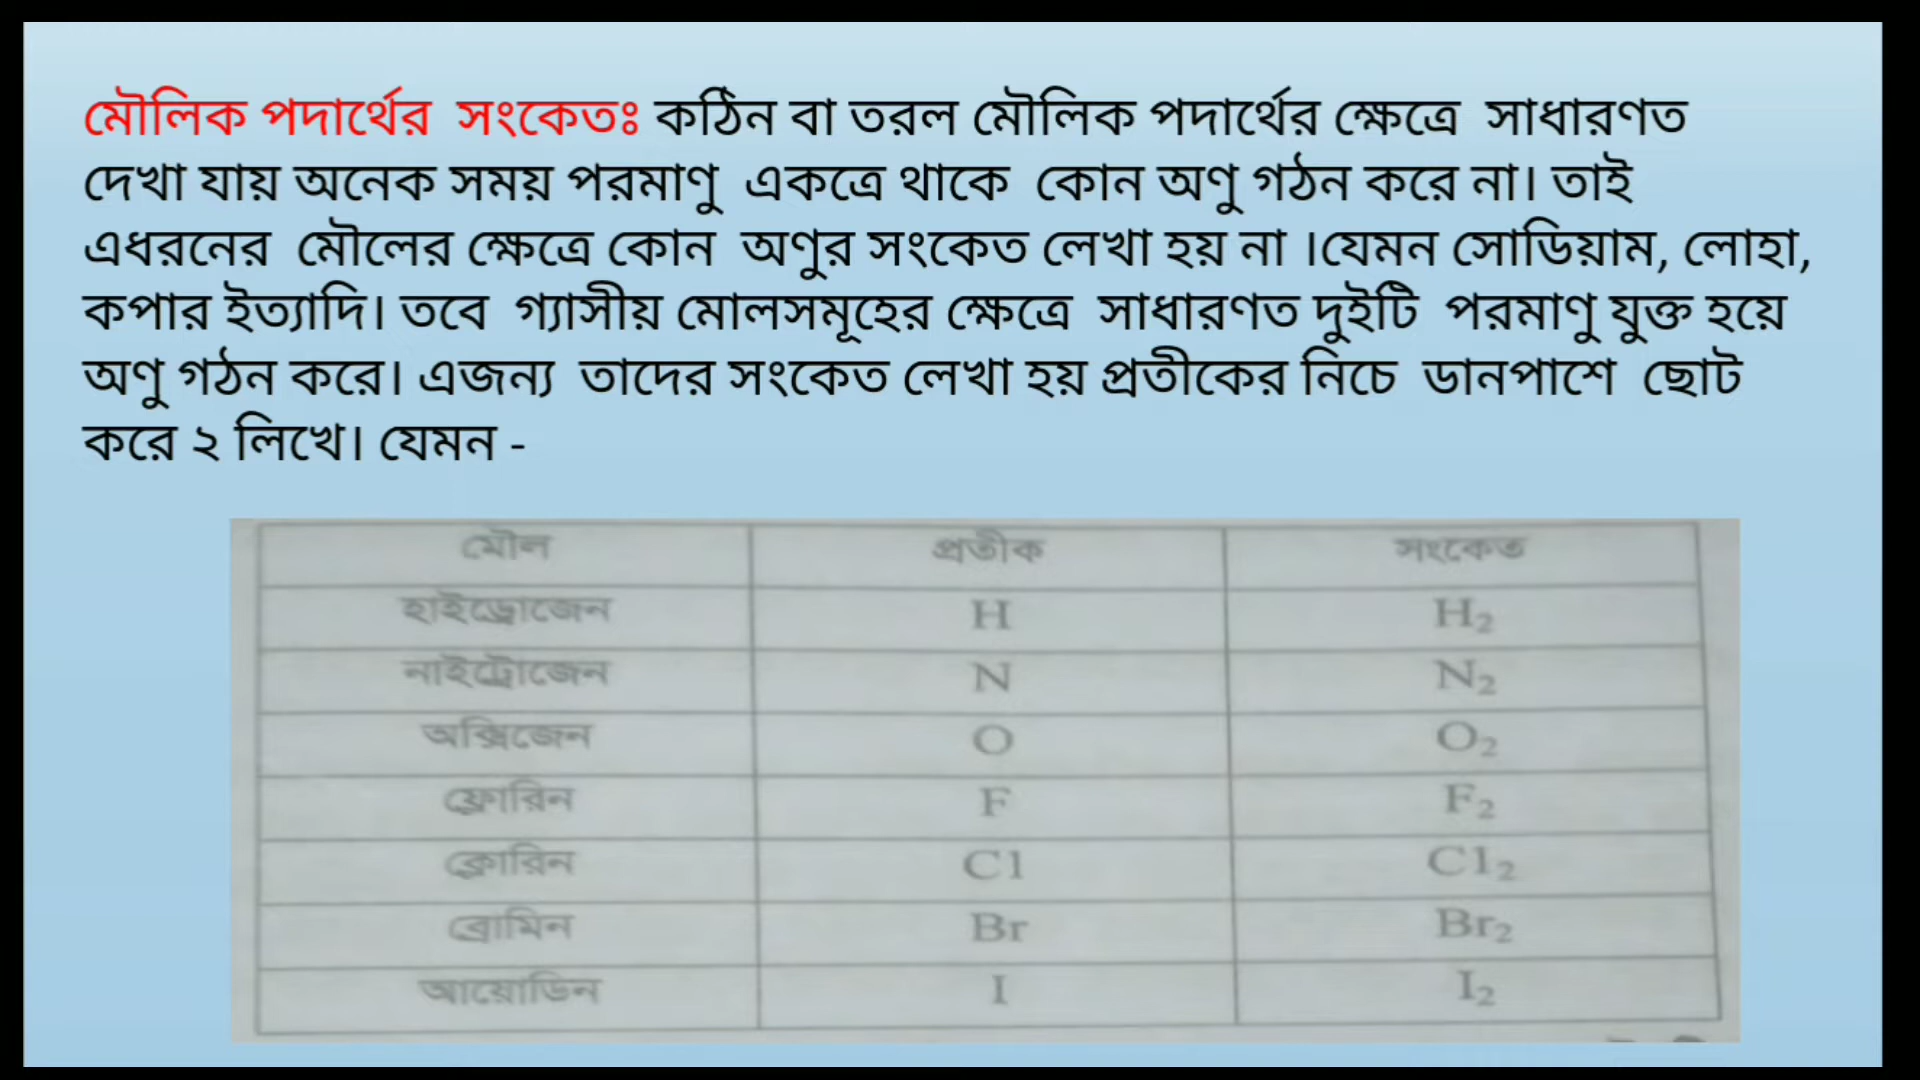 মৌলিক পদার্থের সংকেতঃ কঠিন বা তরল মৌলিক পদার্থের ক্ষেত্রে সাধারণত
দেখা যায় অনেক সময় পরমাণু একত্রে থাকে কোন অণু গঠন করে না। তাই
এধরনের মৌলের ক্ষেত্রে কোন অণুর সংকেত লেখা হয় না ।যেমন সোডিয়াম, লোহা,
কপার ইত্যাদি। তবে গ্যাসীয় মোলসমূহের ক্ষেত্রে সাধারণত দুইটি পরমাণু যুক্ত হয়ে
অণু গঠন করে। এজন্য তাদের সংকেত লেখা হয় প্রতীকের নিচে ডানপাশে ছোট
করে ২ লিখে। যেমন -
মৌল প্রতীক সংকেত
হাইড্রোজেন H H₂
নাইট্রোজেন N N₂
অক্সিজেন O O₂
ফ্লোরিন F F₂
ক্লোরিন Cl Cl₂
ব্রোমিন Br Br₂
আয়োডিন I I₂